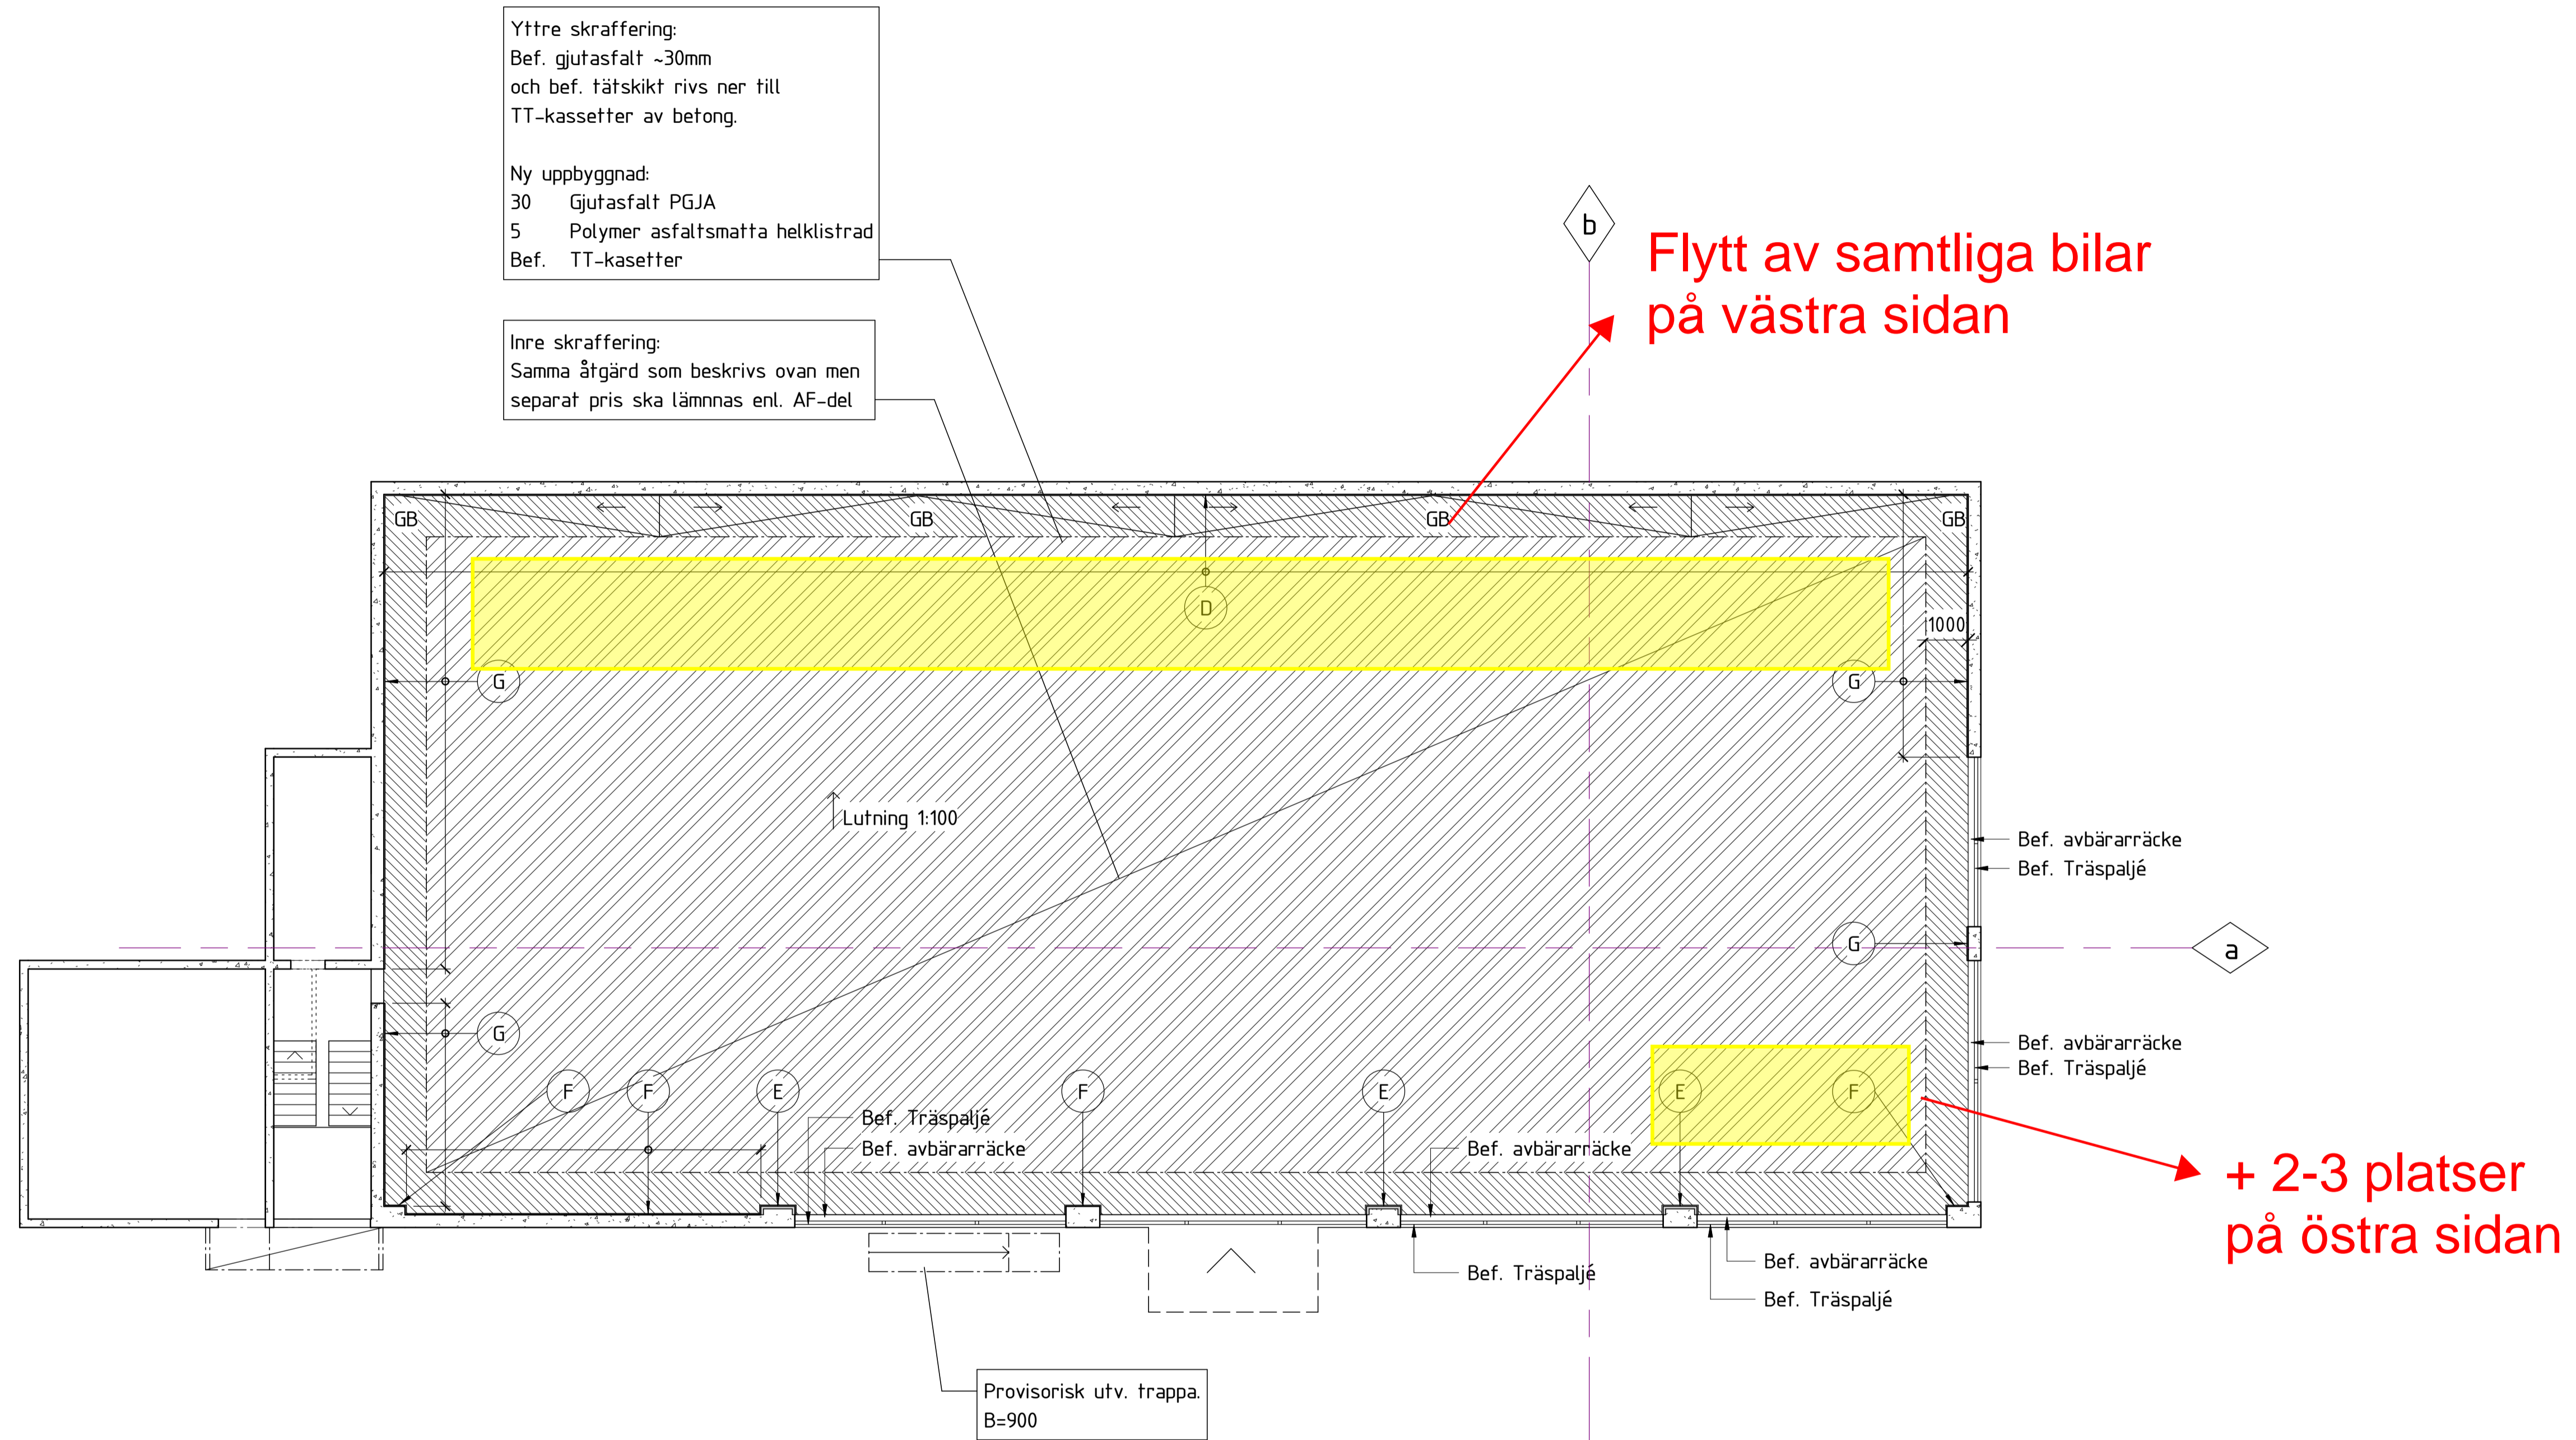 Yttre skraffering:
Bef. gjutasfalt ~30mm
och bef. tätskikt rivs ner till
TT-kassetter av betong.
Ny uppbyggnad:
30 Gjutasfalt PGJA
5 Polymer asfaltsmatta helklistrad
Bef. TT-kasetter
Inre skraffering:
Samma åtgärd som beskrivs ovan men
separat pris ska lämnnas enl. AF-del
b
Flytt av samtliga bilar
på västra sidan
GB
GB
GB
GB
D
1000
G
G
Lutning 1:100
Bef. avbärarräcke
Bef. Träspaljé
G
a
G
Bef. avbärarräcke
Bef. Träspaljé
F
F
E
F
E
E
F
Bef. Träspaljé
Bef. avbärarräcke
Bef. avbärarräcke
+ 2-3 platser
på östra sidan
Bef. Träspaljé
Bef. avbärarräcke
Bef. Träspaljé
Provisorisk utv. trappa.
B=900